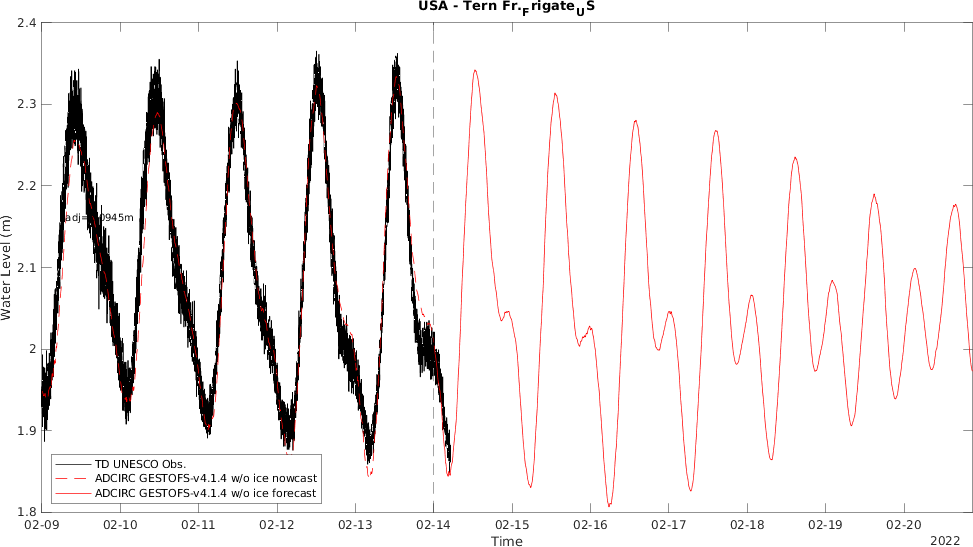 USA - Tern Fr.FrigateUS
2.4
2.3
2.2
2.1
2
1.9
1.8
Water Level (m)
0945m
TD UNESCO Obs.
ADCIRC GESTOFS-v4.1.4 w/o ice nowcast
ADCIRC GESTOFS-v4.1.4 w/o ice forecast
02-09 02-10 02-11 02-12 02-13 02-14 02-15 02-16 02-17 02-18 02-19 02-20
Time
2022